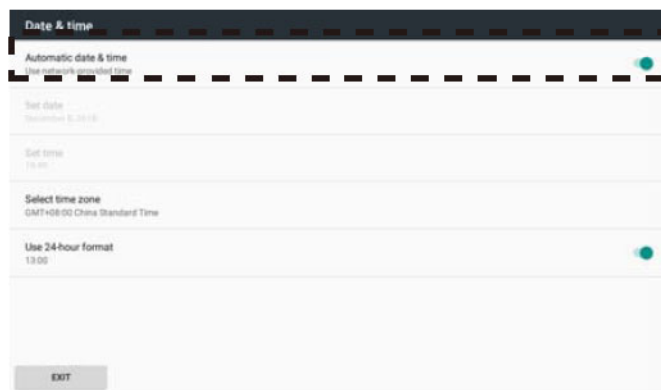 Date & time
Automatic date & time
Use network-provided time
Set date
Set time
Select time zone
GMT+08:00 China Standard Time
Use 24-hour format
13:00
EXIT